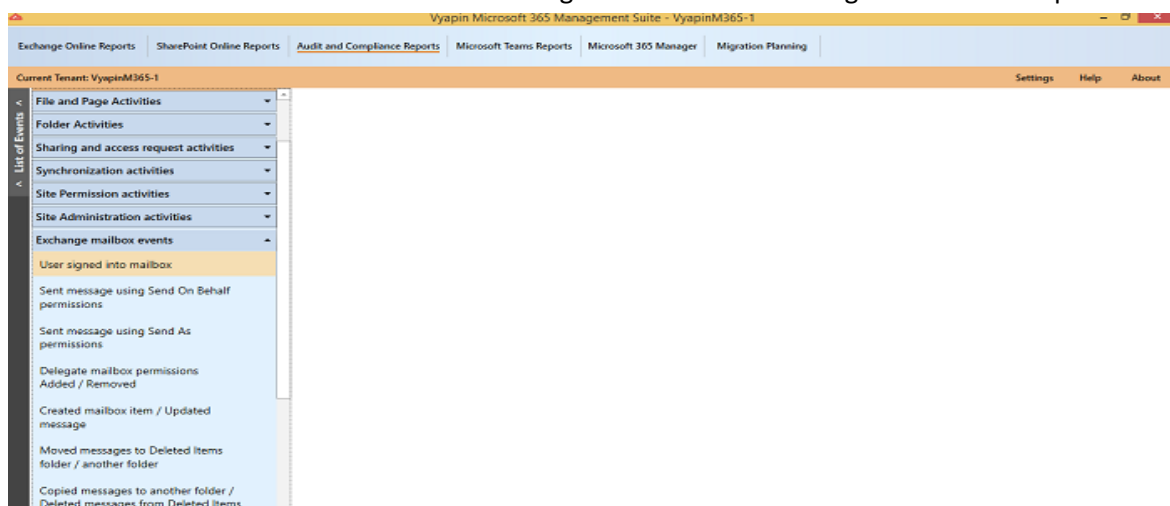 Vyapin Microsoft 365 Management Suite - VyapinM365-1
Exchange Online Reports SharePoint Online Reports Audit and Compliance Reports Microsoft Teams Reports Microsoft 365 Manager Migration Planning
Current Tenant: VyapinM365-1 Settings Help About
< List of Events <
File and Page Activities
Folder Activities
Sharing and access request activities
Synchronization activities
Site Permission activities
Site Administration activities
Exchange mailbox events
User signed into mailbox
Sent message using Send On Behalf
permissions
Sent message using Send As
permissions
Delegate mailbox permissions
Added / Removed
Created mailbox item / Updated
message
Moved messages to Deleted Items
folder / another folder
Copied messages to another folder /
Deleted messages from Deleted Items